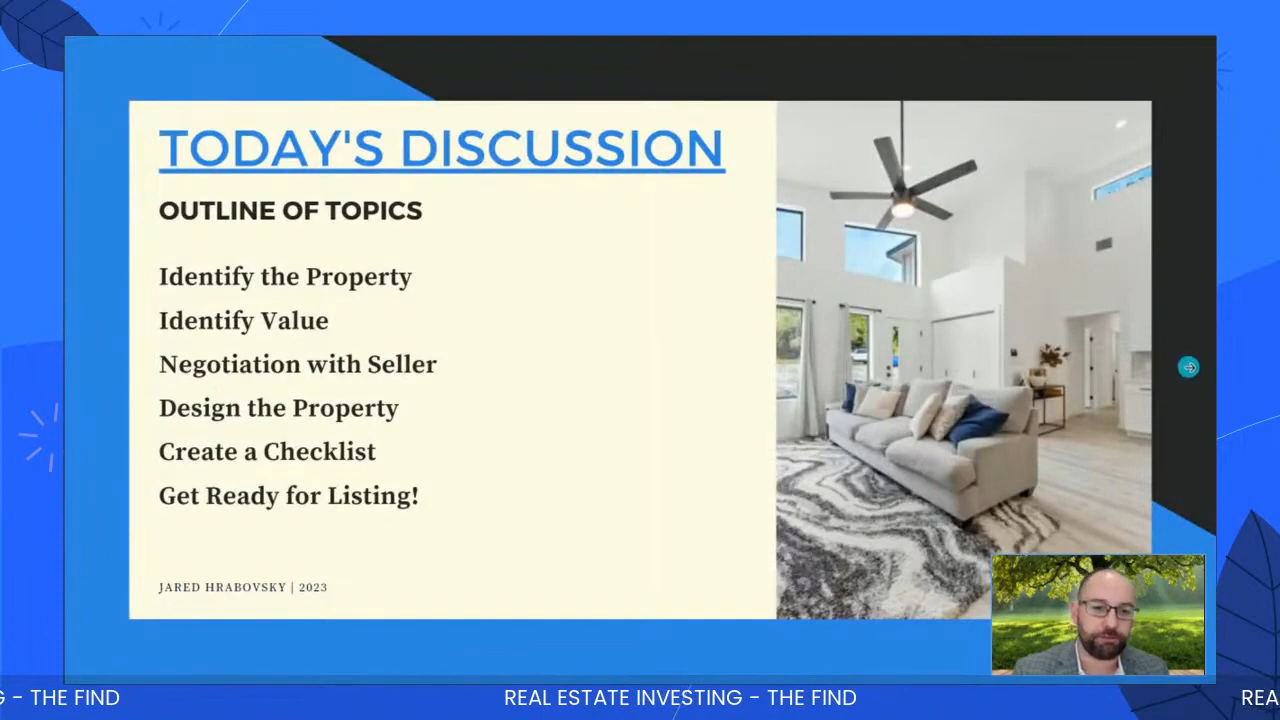 TODAY'S DISCUSSION
OUTLINE OF TOPICS
Identify the Property
Identify Value
Negotiation with Seller
Design the Property
Create a Checklist
Get Ready for Listing!
JARED HRABOVSKY | 2023
G - THE FIND REAL ESTATE INVESTING - THE FIND REA